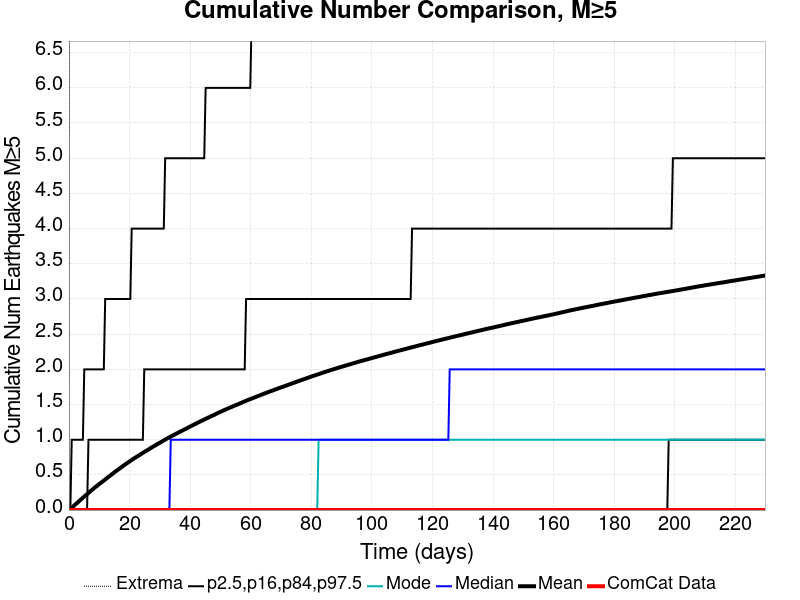 Cumulative Number Comparison, M≥5
Cumulative Num Earthquakes M≥5
6.5
6.0
5.5
5.0
4.5
4.0
3.5
3.0
2.5
2.0
1.5
1.0
0.5
0.0
0 20 40 60 80 100 120 140 160 180 200 220
Time (days)
Extrema p2.5,p16,p84,p97.5 Mode Median Mean ComCat Data